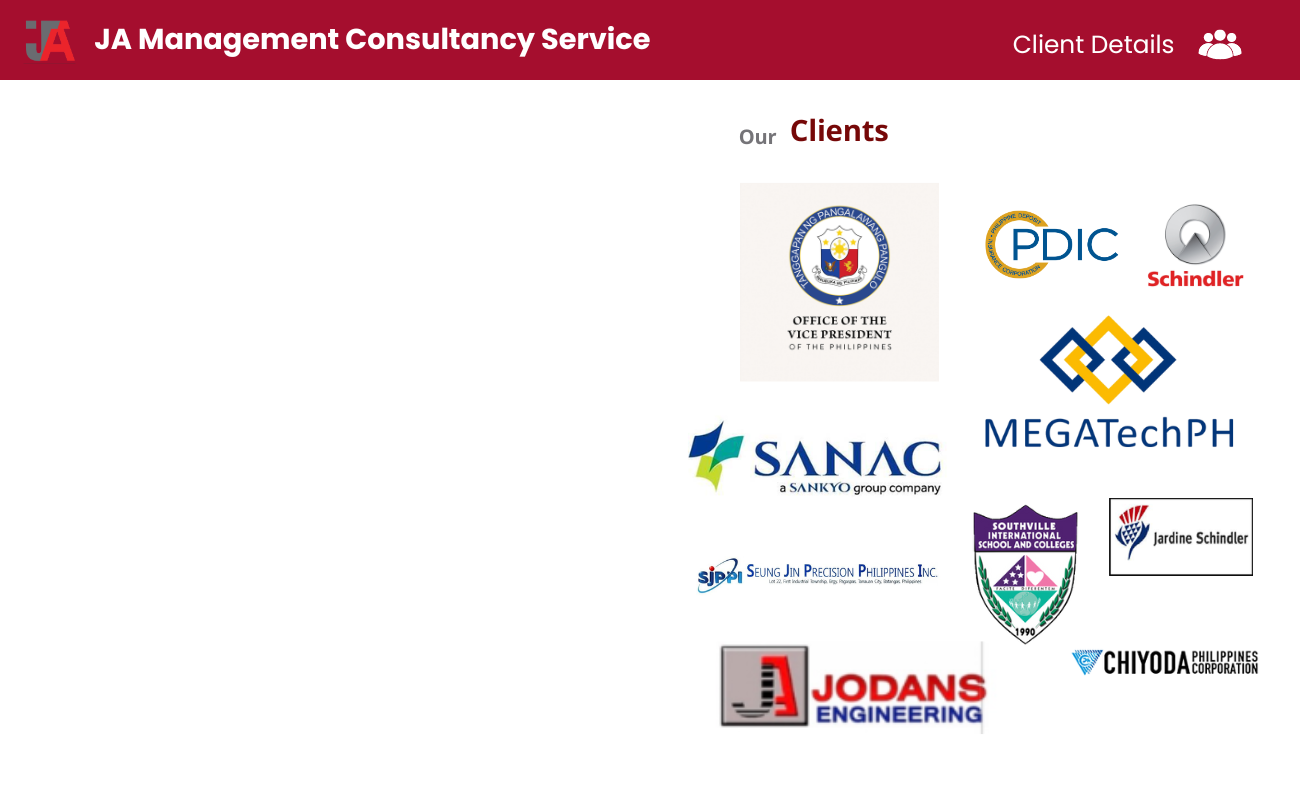 JA Management Consultancy Service
Client Details
Our Clients
TANGGAPAN NG PANGALAWANG PANGULO
OFFICE OF THE
VICE PRESIDENT
OF THE PHILIPPINES
PHILIPPINE DEPOSIT INSURANCE CORPORATION
PDIC
Schindler
MEGATechPH
SANAC
a SANKYO group company
SOUTHVILLE
INTERNATIONAL
SCHOOL AND COLLEGES
1990
Jardine Schindler
SJPPI
SEUNG JIN PRECISION PHILIPPINES INC.
CHIYODA PHILIPPINES
CORPORATION
JODANS
ENGINEERING